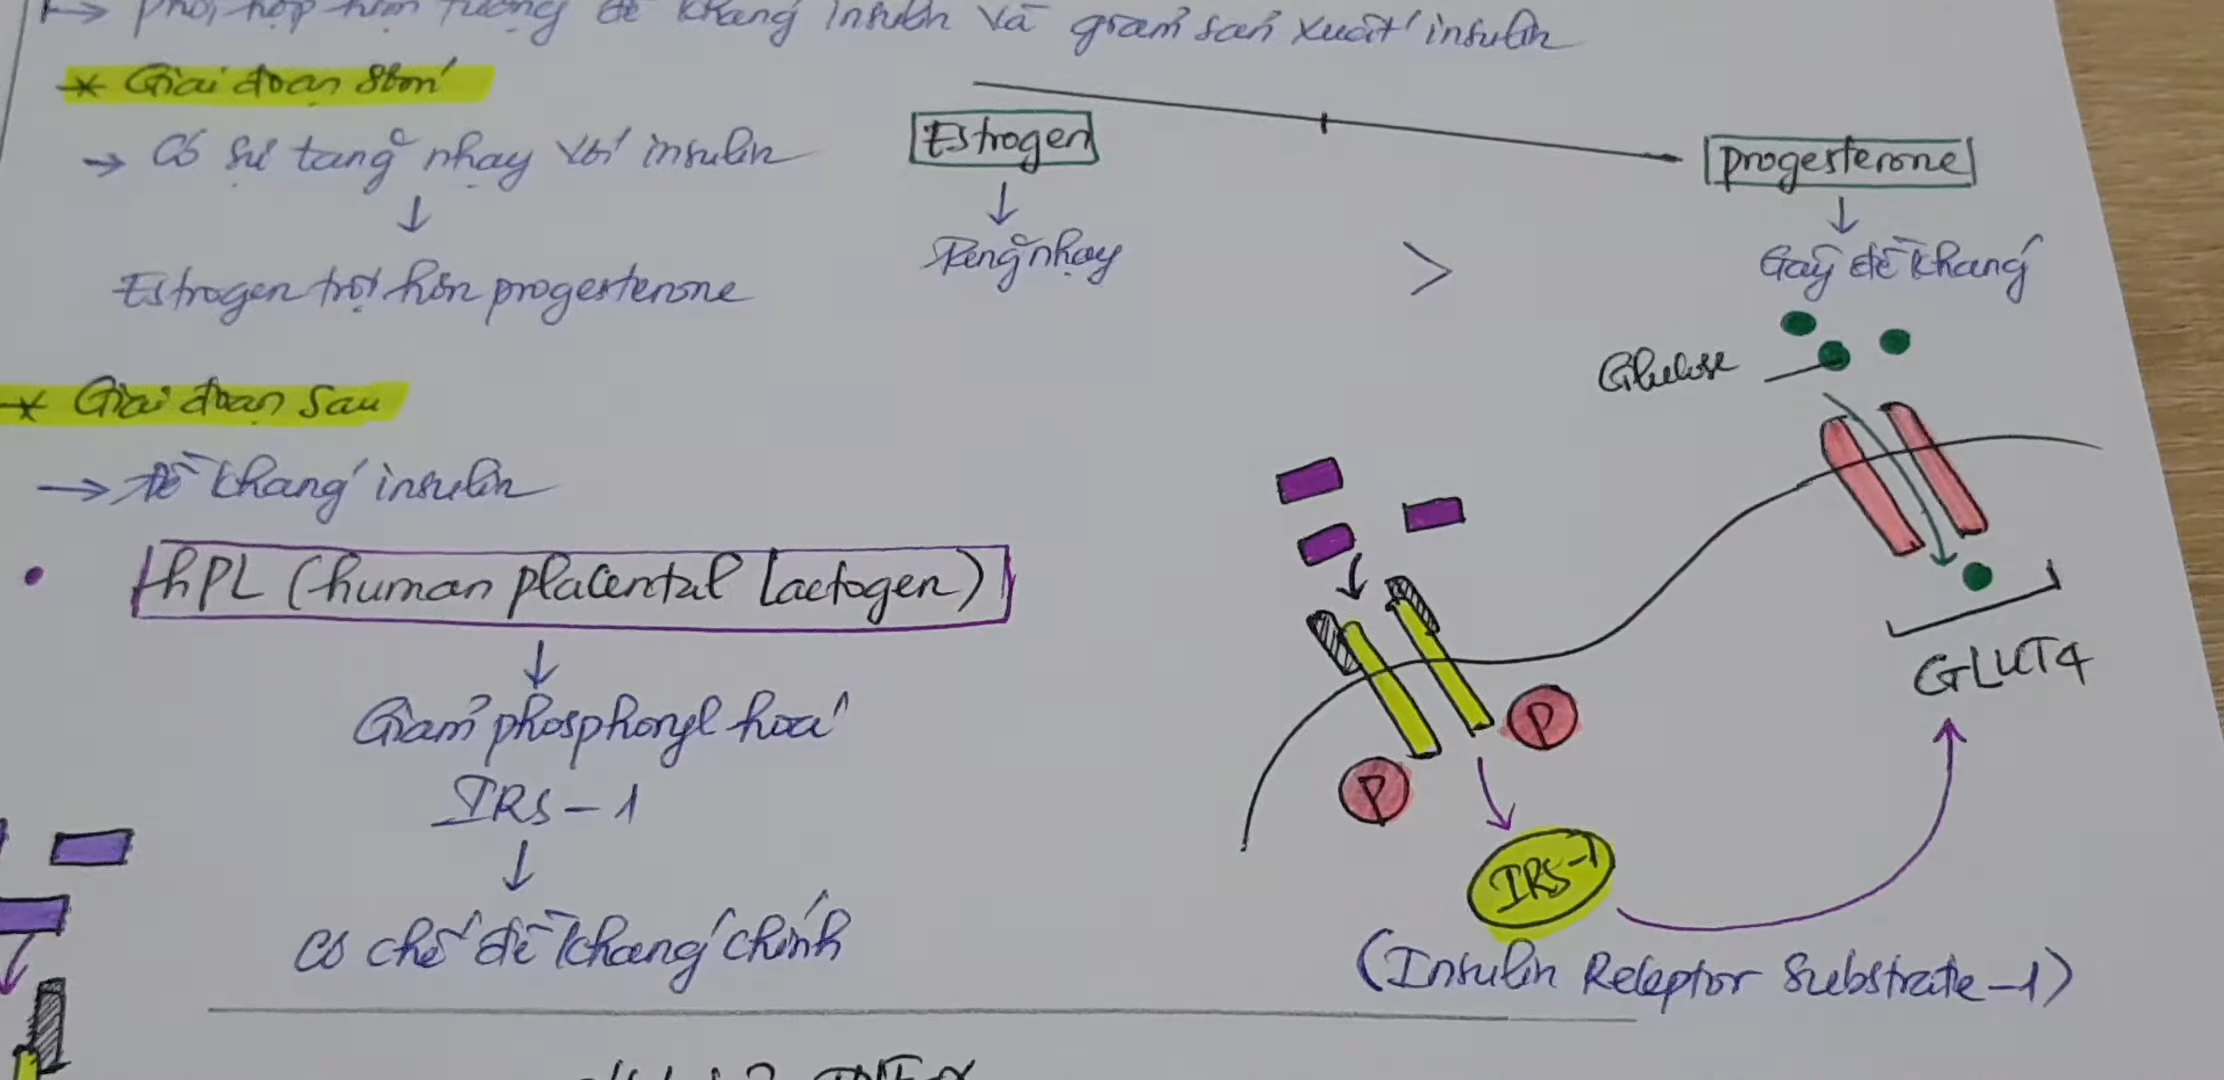 phối hợp hiện tượng đề kháng insulin và giảm sản xuất insulin
* Giai đoạn sớm
→ Có sự tăng nhạy với insulin
↓
Estrogen trội hơn progesterone
Estrogen
↓
Tăng nhạy
>
progesterone
↓
Gây đề kháng
* Giai đoạn sau
→ Đề kháng insulin
• hPL (human placental Lactogen)
↓
Giảm phosphoryl hoá
IRS-1
↓
Cơ chế đề kháng chính
Glucose
GLUT4
P
P
IRS-1
(Insulin Receptor Substrate-1)